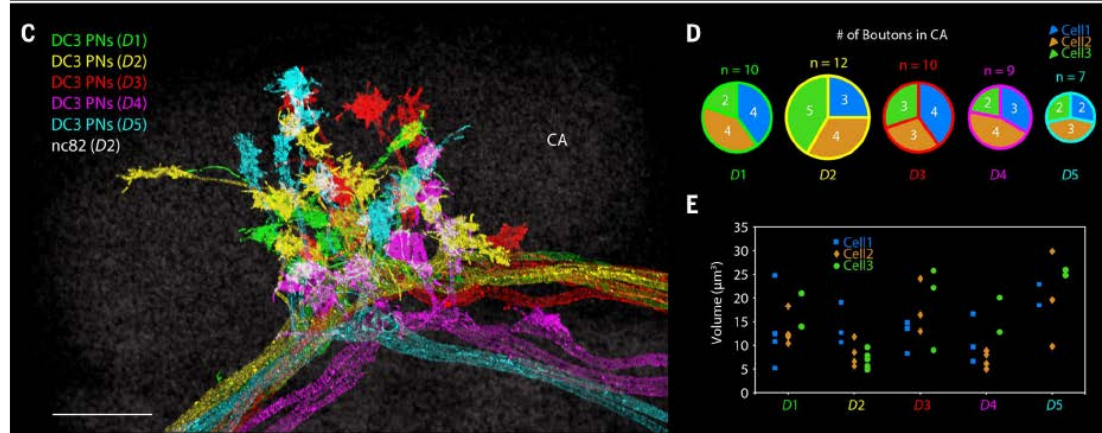 C
DC3 PNs (D1)
DC3 PNs (D2)
DC3 PNs (D3)
DC3 PNs (D4)
DC3 PNs (D5)
nc82 (D2)
CA
D
# of Boutons in CA
Cell1
Cell2
Cell3
n = 10
n = 12
n = 10
n = 9
n = 7
2 4 4
5 3 4
3 4 3
2 3 4
2 2 3
D1 D2 D3 D4 D5
E
Cell1
Cell2
Cell3
Volume (μm³)
35
30
25
20
15
10
5
0
D1 D2 D3 D4 D5